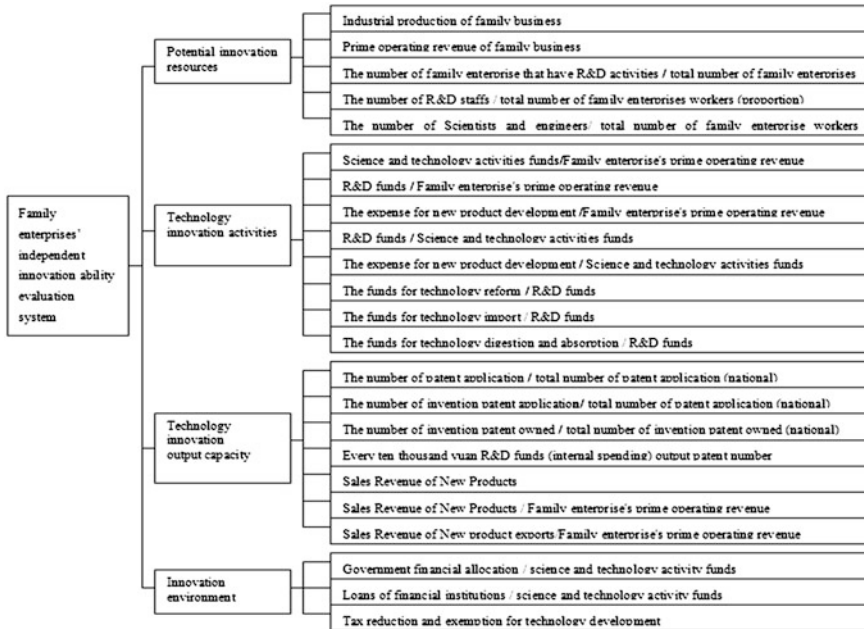 Family
enterprises'
independent
innovation ability
evaluation
system
Potential innovation
resources
Industrial production of family business
Prime operating revenue of family business
The number of family enterprise that have R&D activities / total number of family enterprises
The number of R&D staffs / total number of family enterprises workers (proportion)
The number of Scientists and engineers/ total number of family enterprise workers
Technology
innovation activities
Science and technology activities funds/Family enterprise's prime operating revenue
R&D funds / Family enterprise's prime operating revenue
The expense for new product development /Family enterprise's prime operating revenue
R&D funds / Science and technology activities funds
The expense for new product development / Science and technology activities funds
The funds for technology reform / R&D funds
The funds for technology import / R&D funds
The funds for technology digestion and absorption / R&D funds
Technology
innovation
output capacity
The number of patent application / total number of patent application (national)
The number of invention patent application/ total number of patent application (national)
The number of invention patent owned / total number of invention patent owned (national)
Every ten thousand yuan R&D funds (internal spending) output patent number
Sales Revenue of New Products
Sales Revenue of New Products / Family enterprise's prime operating revenue
Sales Revenue of New product exports/Family enterprise's prime operating revenue
Innovation
environment
Government financial allocation / science and technology activity funds
Loans of financial institutions / science and technology activity funds
Tax reduction and exemption for technology development